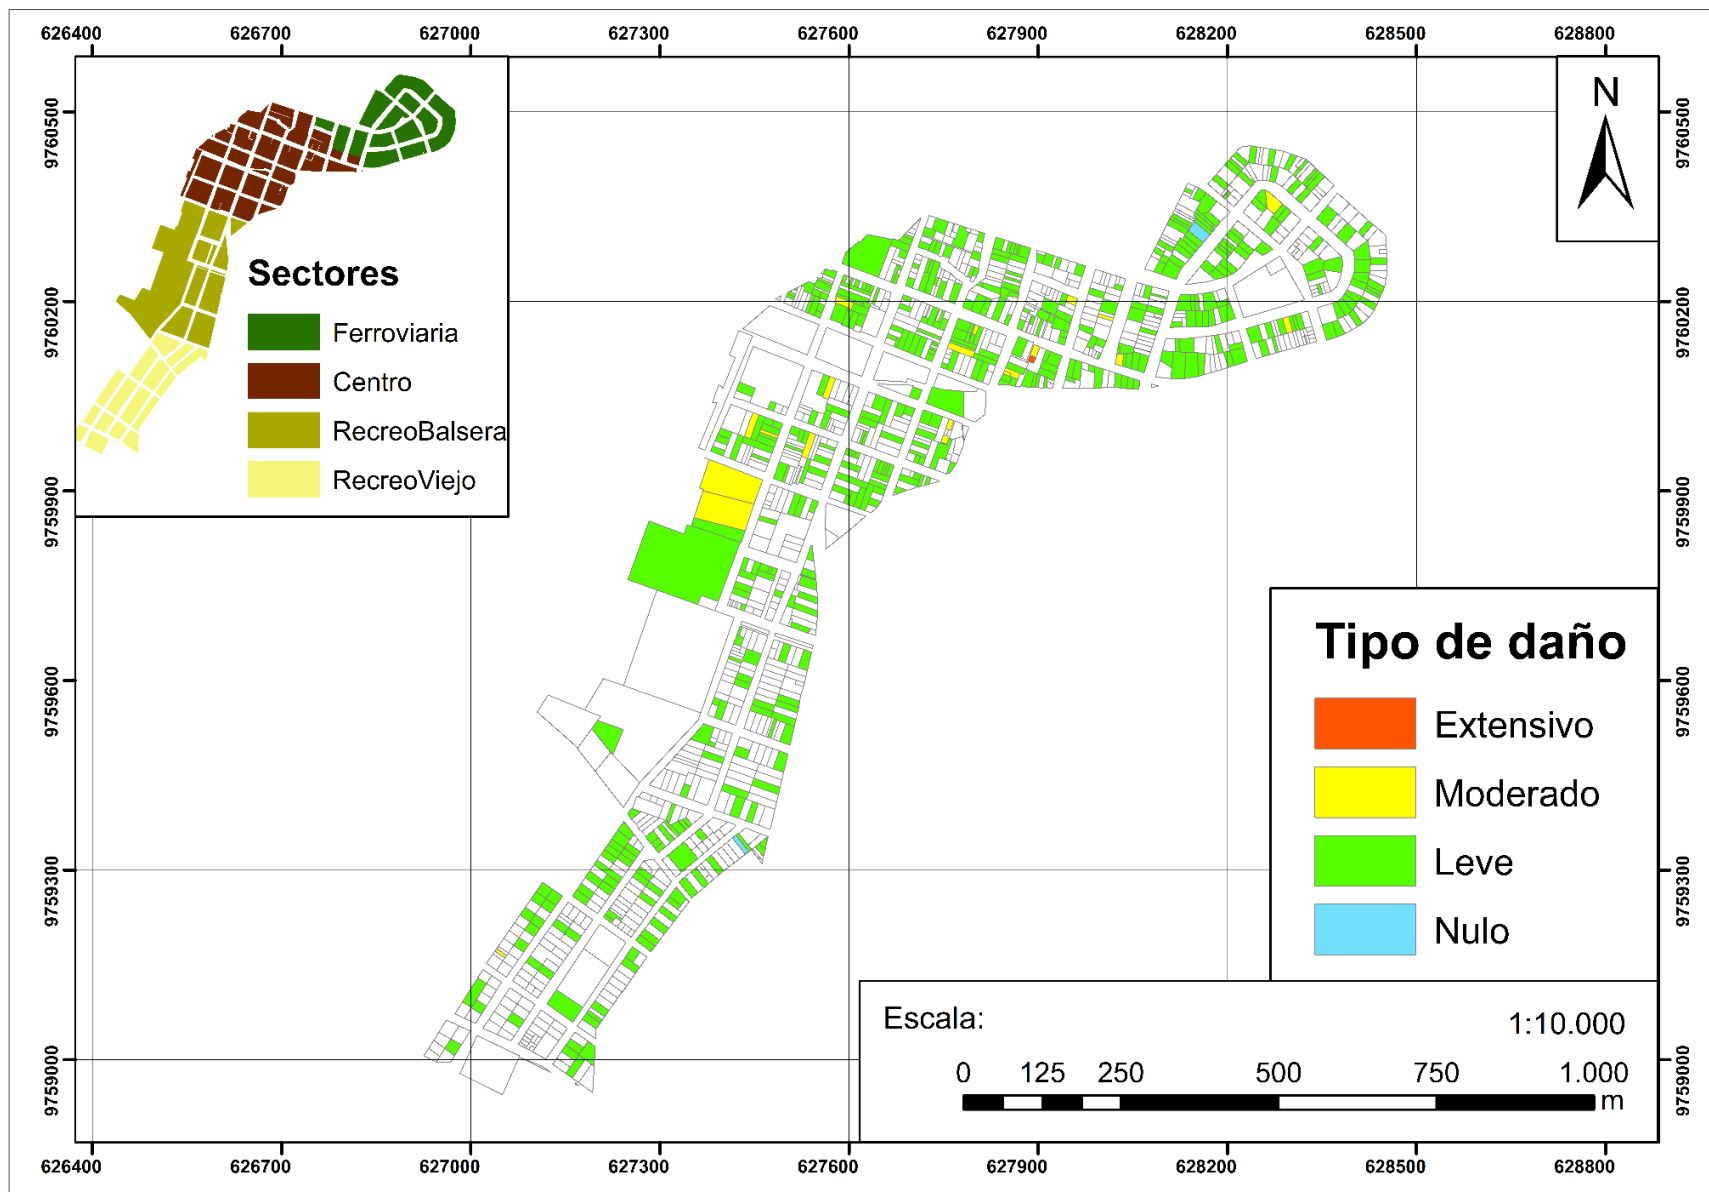 626400 626700 627000 627300 627600 627900 628200 628500 628800
9760500
9760200
9759900
9759600
9759300
9759000
Sectores
Ferroviaria
Centro
RecreoBalsera
RecreoViejo
N
9760500
9760200
9759900
9759600
9759300
9759000
Tipo de daño
Extensivo
Moderado
Leve
Nulo
Escala:
1:10.000
0 125 250 500 750 1.000
m
626400 626700 627000 627300 627600 627900 628200 628500 628800